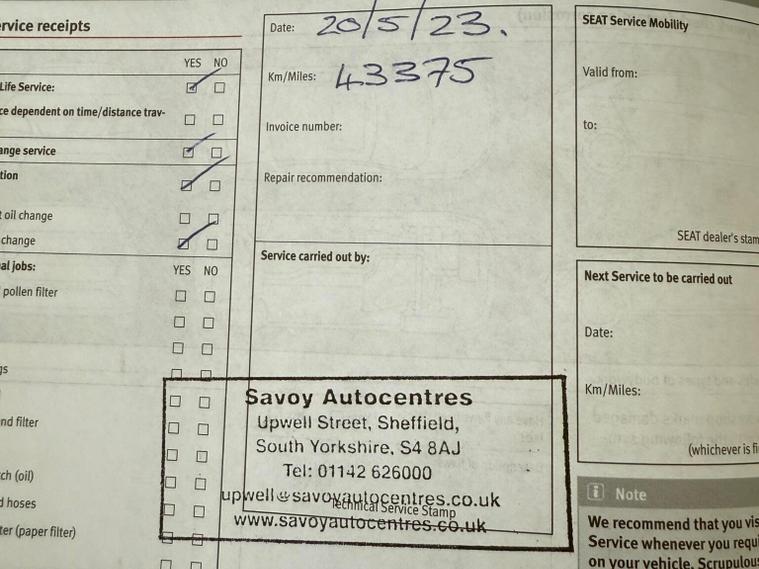 rvice receipts
YES NO
Life Service:
ce dependent on time/distance trav-
ange service
tion
t oil change
change
al jobs:
YES NO
pollen filter
gs
nd filter
ch (oil)
d hoses
ter (paper filter)
Date: 20/5/23.
Km/Miles: 43375
Invoice number:
Repair recommendation:
Service carried out by:
Savoy Autocentres
Upwell Street, Sheffield,
South Yorkshire, S4 8AJ
Tel: 01142 626000
upwell@savoyautocentres.co.uk
Technical Service Stamp
www.savoyautocentres.co.uk
SEAT Service Mobility
Valid from:
to:
SEAT dealer's stam
Next Service to be carried out
Date:
Km/Miles:
(whichever is fi
i Note
We recommend that you vis
Service whenever you requi
on your vehicle. Scrupulous